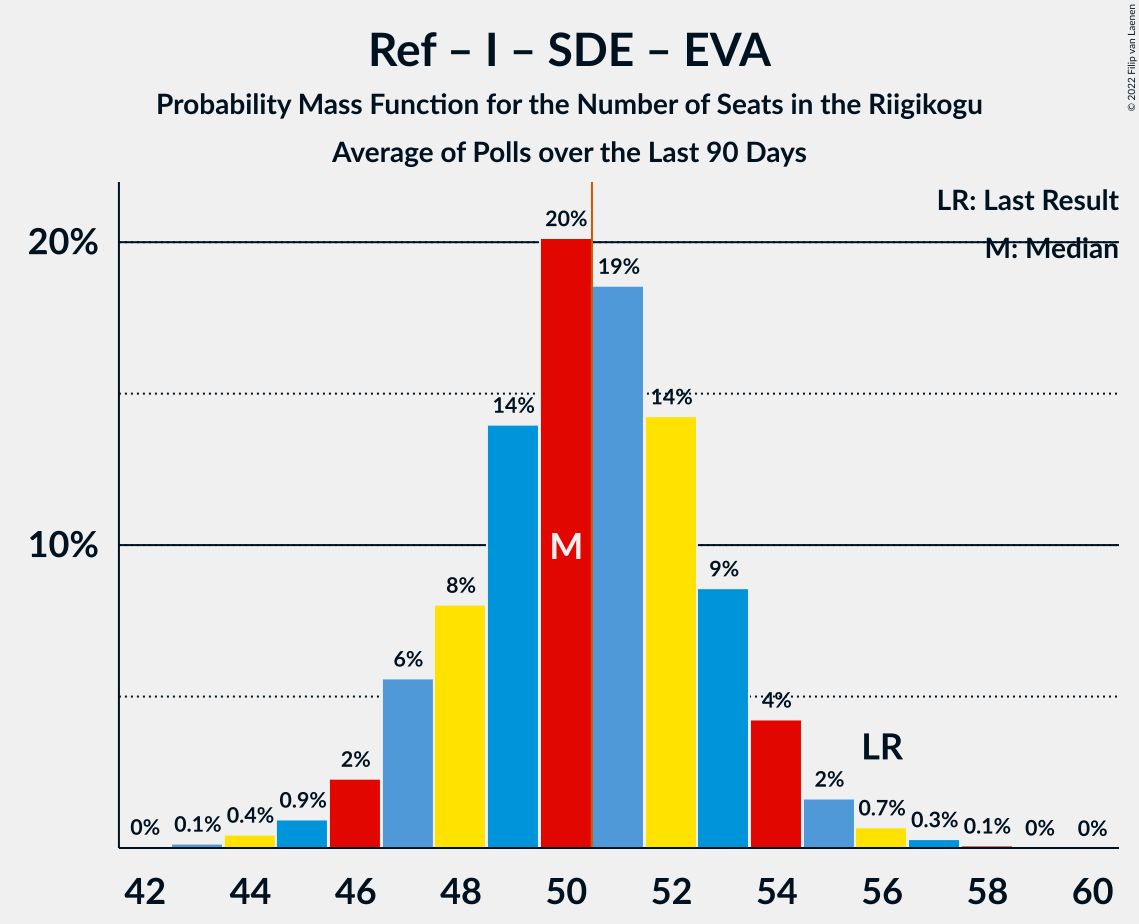 Ref – I – SDE – EVA
Probability Mass Function for the Number of Seats in the Riigikogu
Average of Polls over the Last 90 Days
© 2022 Filip van Laenen
LR: Last Result
M: Median
20%
10%
0%
0.1%
0.4%
0.9%
2%
6%
8%
14%
20%
19%
14%
9%
4%
2%
0.7%
0.3%
0.1%
0%
0%
M
LR
42 44 46 48 50 52 54 56 58 60